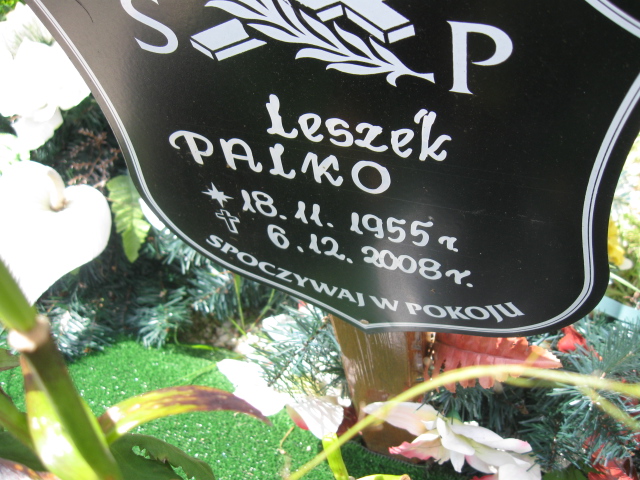 S P
Leszek
PALKO
18.11.1955 r.
6.12.2008 r.
SPOCZYWAJ W POKOJU